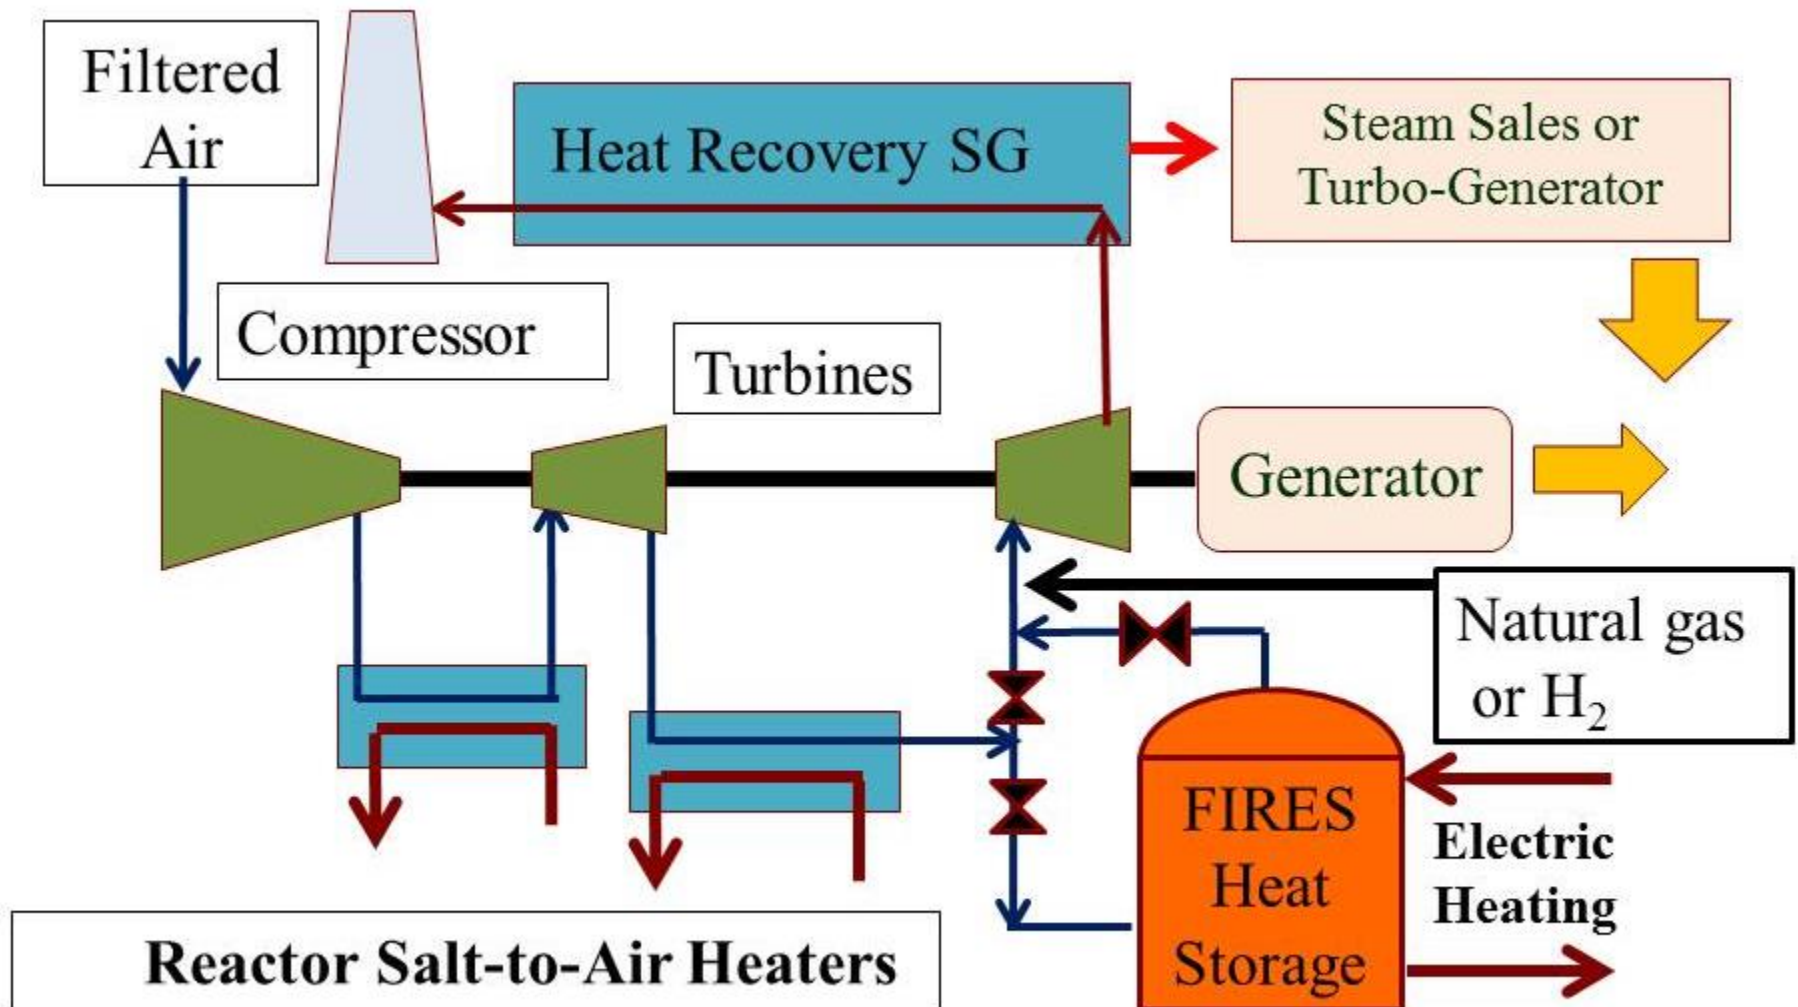 Filtered
Air
Heat Recovery SG
Steam Sales or
Turbo-Generator
Compressor
Turbines
Generator
Natural gas
or H₂
FIRES
Heat
Storage
Electric
Heating
Reactor Salt-to-Air Heaters